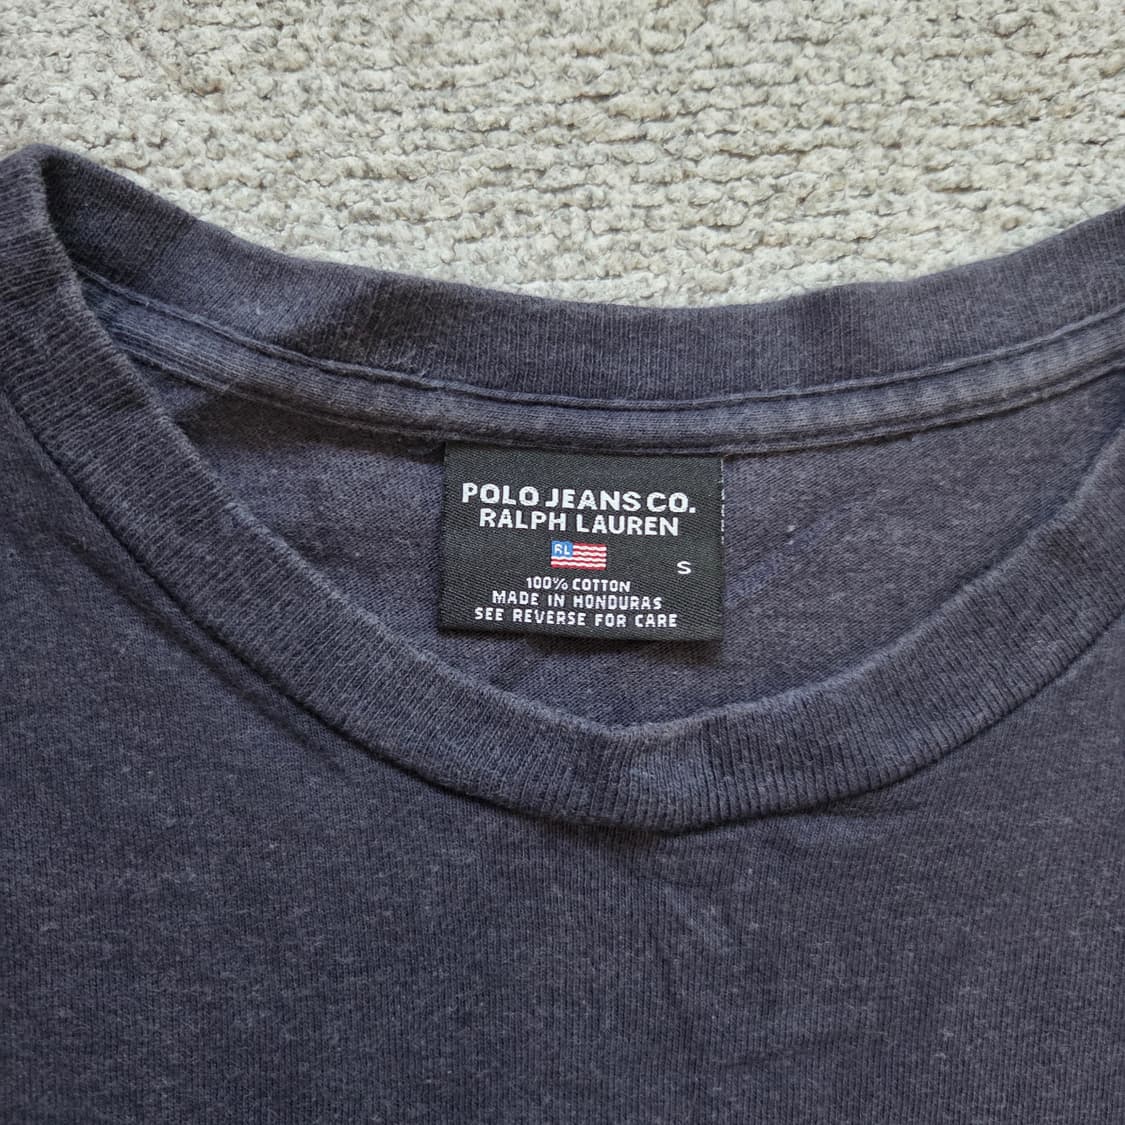 POLO JEANS CO.
RALPH LAUREN
RL
S
100% COTTON
MADE IN HONDURAS
SEE REVERSE FOR CARE